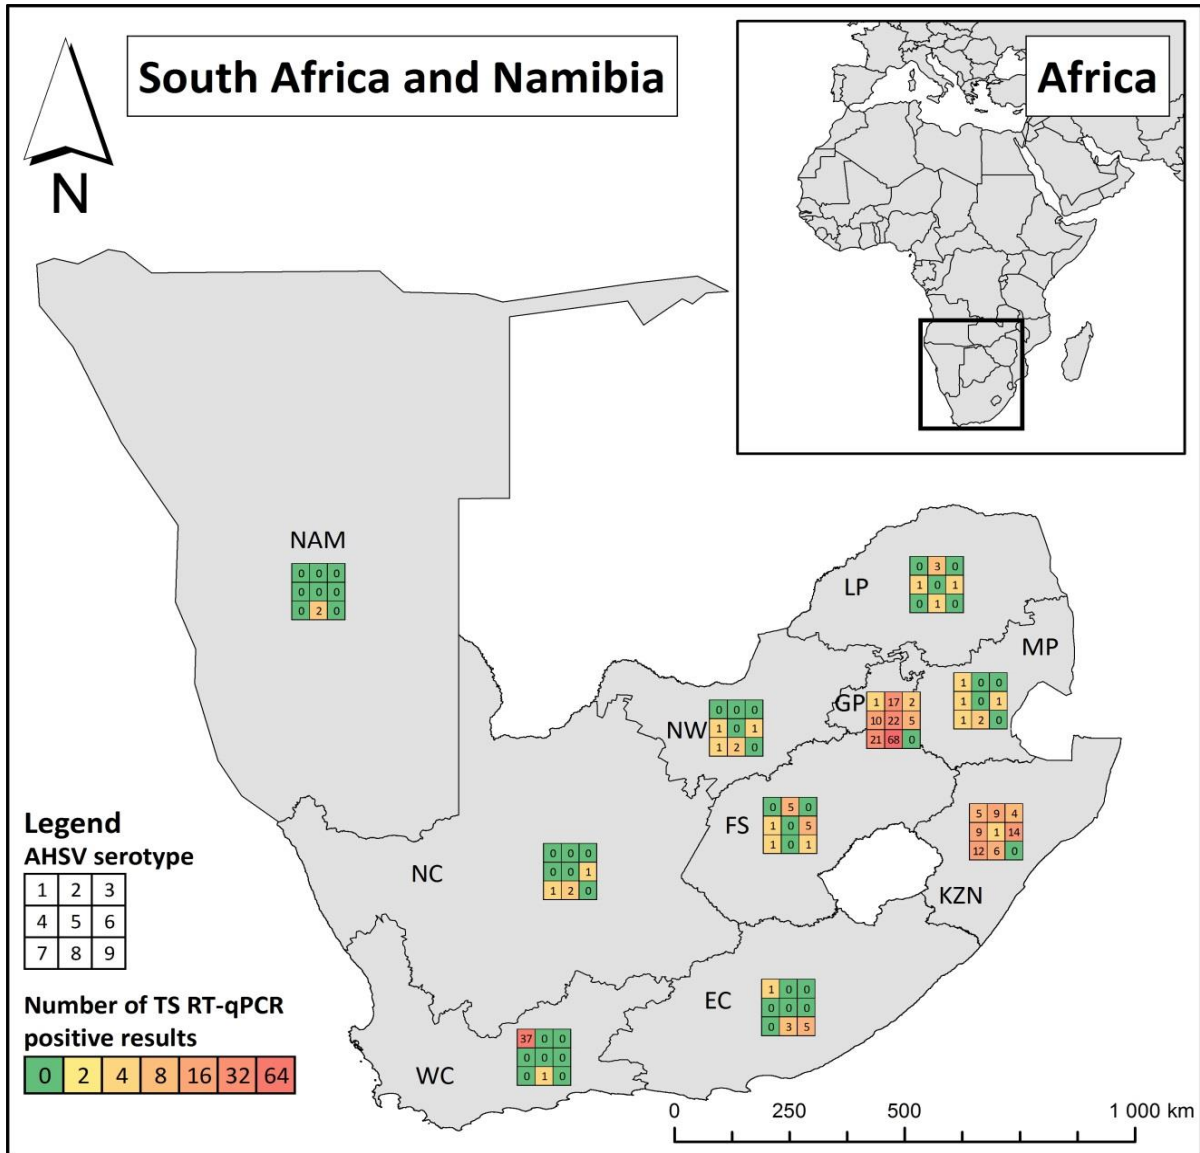 South Africa and Namibia
Africa
N
NAM
0 0 0
0 0 0
0 2 0
LP
0 3 0
1 0 1
0 1 0
MP
1 0 0
1 0 1
1 2 0
GP
1 17 2
10 22 5
21 68 0
NW
0 0 0
1 0 1
1 2 0
FS
0 5 0
1 0 5
1 0 1
KZN
5 9 4
9 1 14
12 6 0
NC
0 0 0
0 0 1
1 2 0
EC
1 0 0
0 0 0
0 3 5
WC
37 0 0
0 0 0
0 1 0
Legend
AHSV serotype
1 2 3
4 5 6
7 8 9
Number of TS RT-qPCR
positive results
0 2 4 8 16 32 64
0 250 500 1 000 km